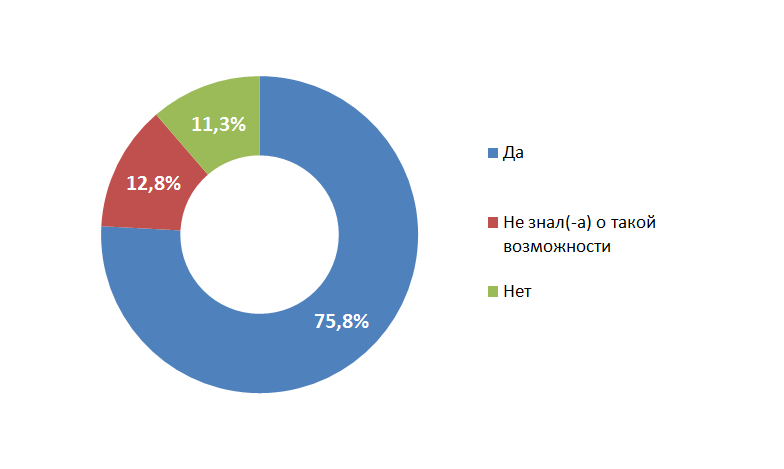 11,3%
12,8%
75,8%
Да
Не знал(-а) о такой
возможности
Нет